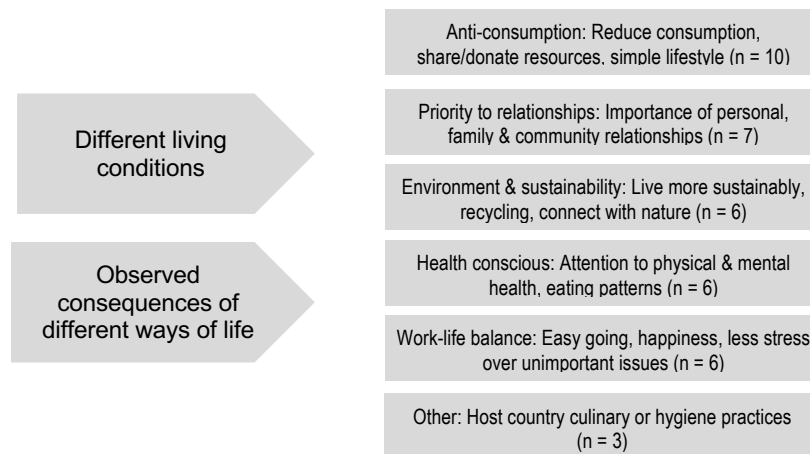 Different living
conditions
Observed
consequences of
different ways of life
Anti-consumption: Reduce consumption,
share/donate resources, simple lifestyle (n = 10)
Priority to relationships: Importance of personal,
family & community relationships (n = 7)
Environment & sustainability: Live more sustainably,
recycling, connect with nature (n = 6)
Health conscious: Attention to physical & mental
health, eating patterns (n = 6)
Work-life balance: Easy going, happiness, less stress
over unimportant issues (n = 6)
Other: Host country culinary or hygiene practices
(n = 3)